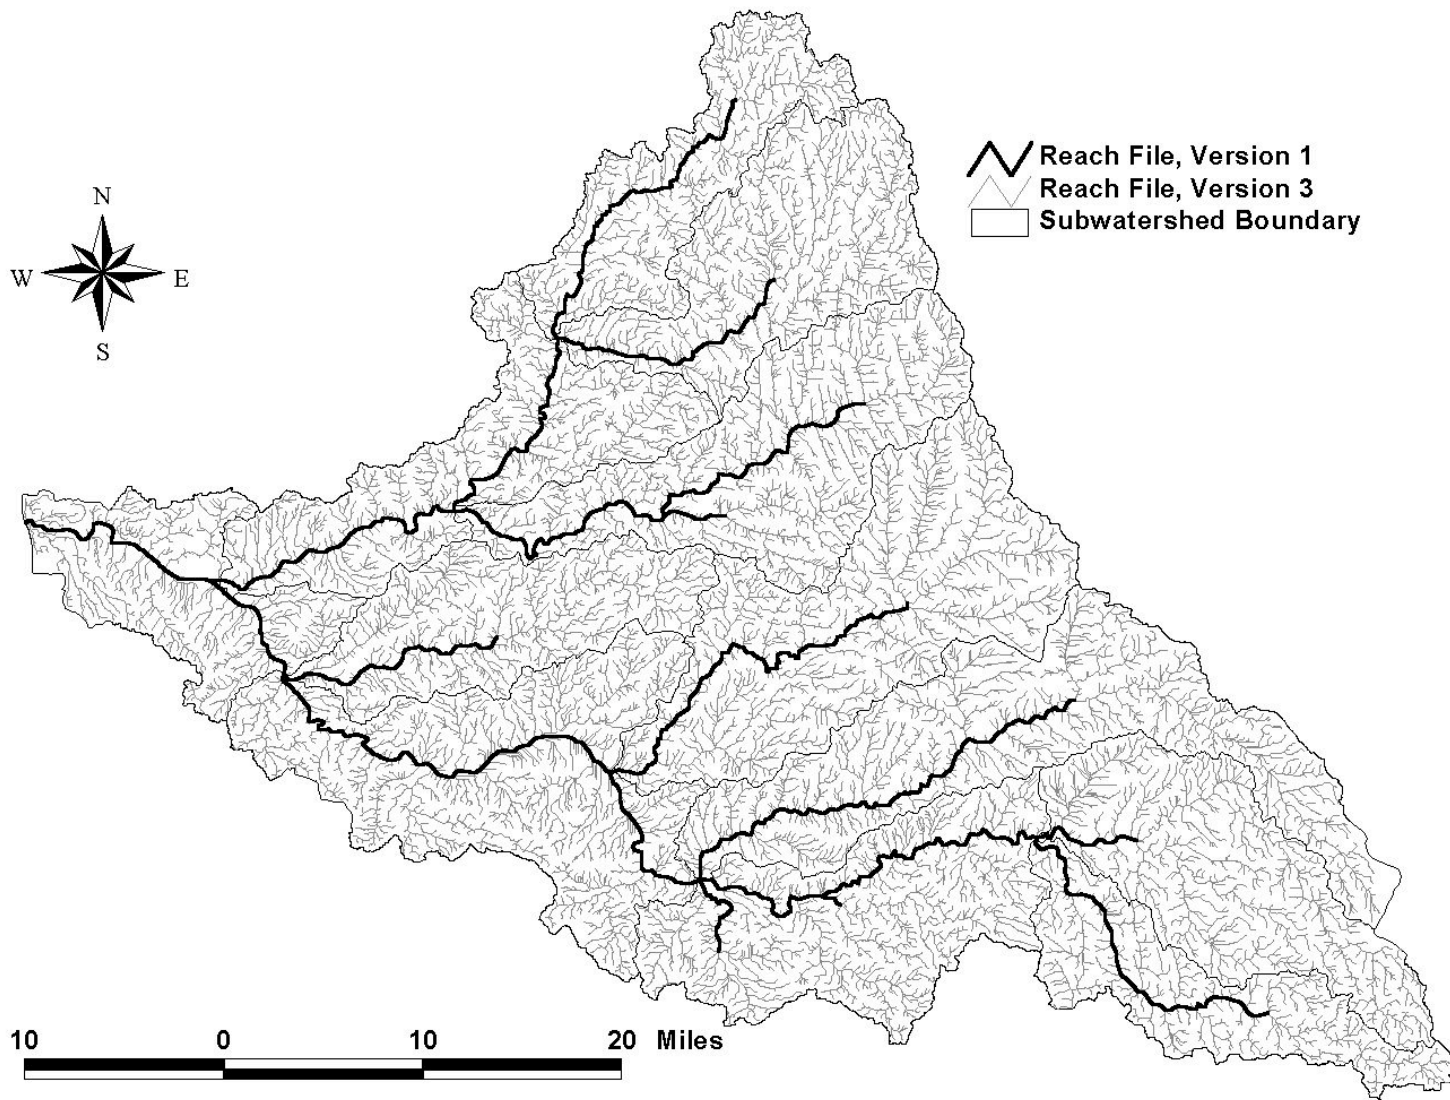 Reach File, Version 1
Reach File, Version 3
Subwatershed Boundary
N
W E
S
10 0 10 20 Miles